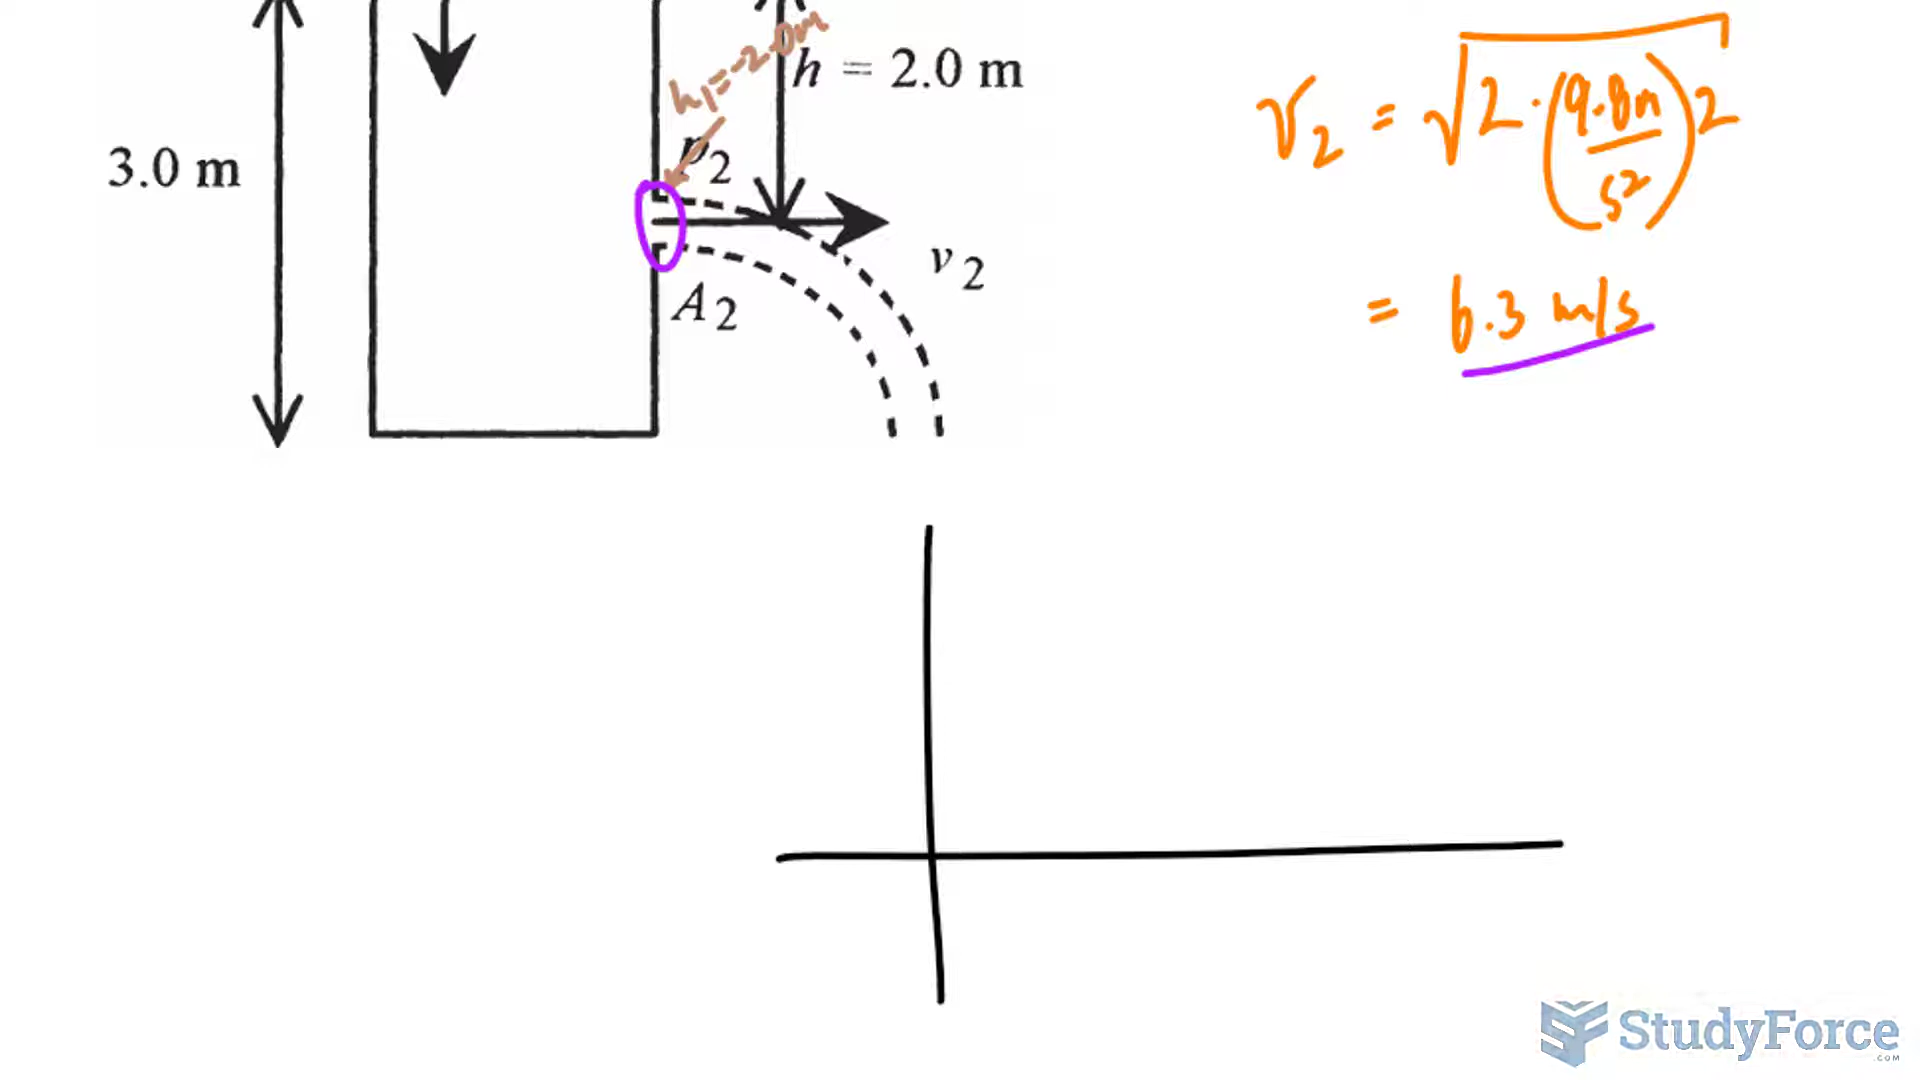 h = 2.0 m
h₁=-2.0m
3.0 m
p₂
v₂
A₂
v₂ = √2·(9.8m/s²)2
= 6.3 m/s
StudyForce
.COM